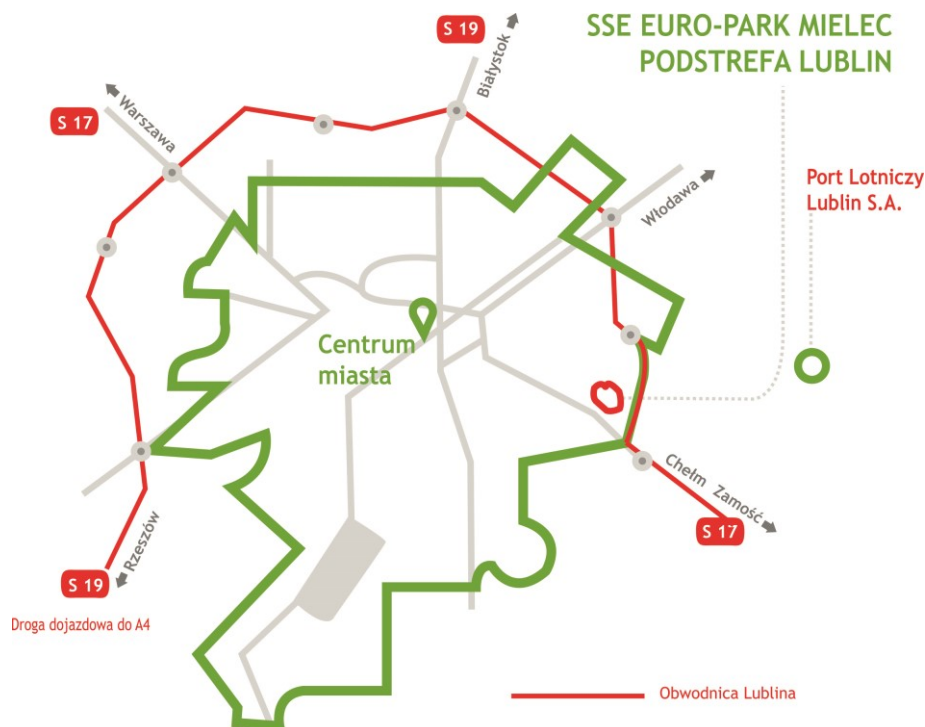 SSE EURO-PARK MIELEC
PODSTREFA LUBLIN
S 19
Białystok
S 17
Warszawa
Port Lotniczy
Lublin S.A.
Włodawa
Centrum
miasta
Chełm Zamość
S 17
Rzeszów
S 19
Droga dojazdowa do A4
Obwodnica Lublina